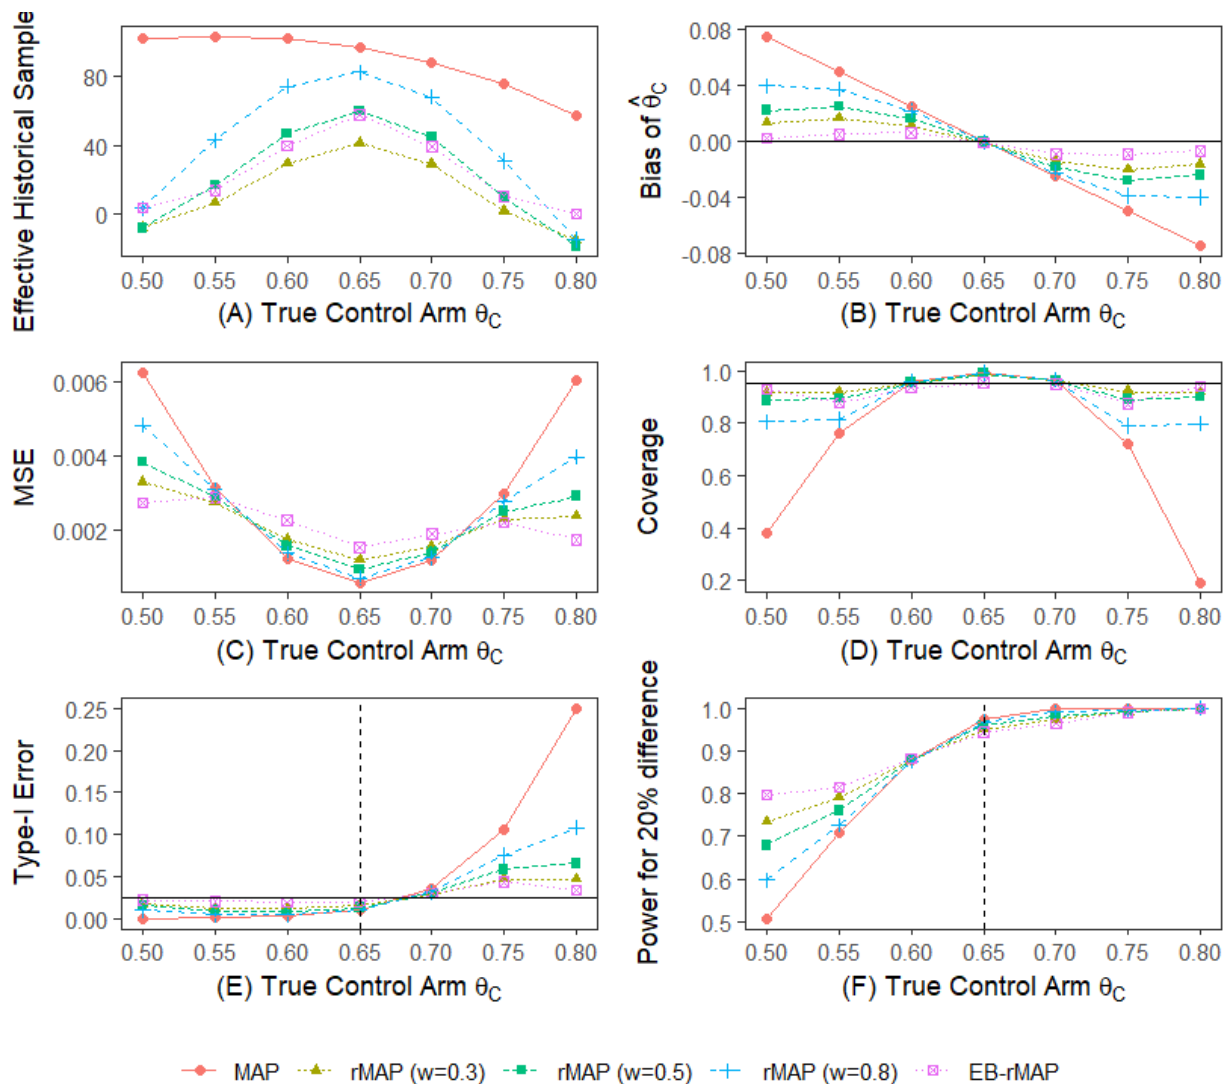 Effective Historical Sample
80
40
0
0.50 0.55 0.60 0.65 0.70 0.75 0.80
(A) True Control Arm θC
Bias of θ̂C
0.08
0.04
0.00
-0.04
-0.08
0.50 0.55 0.60 0.65 0.70 0.75 0.80
(B) True Control Arm θC
MSE
0.006
0.004
0.002
0.50 0.55 0.60 0.65 0.70 0.75 0.80
(C) True Control Arm θC
Coverage
1.0
0.8
0.6
0.4
0.2
0.50 0.55 0.60 0.65 0.70 0.75 0.80
(D) True Control Arm θC
Type-I Error
0.25
0.20
0.15
0.10
0.05
0.00
0.50 0.55 0.60 0.65 0.70 0.75 0.80
(E) True Control Arm θC
Power for 20% difference
1.0
0.9
0.8
0.7
0.6
0.5
0.50 0.55 0.60 0.65 0.70 0.75 0.80
(F) True Control Arm θC
MAP rMAP (w=0.3) rMAP (w=0.5) rMAP (w=0.8) EB-rMAP